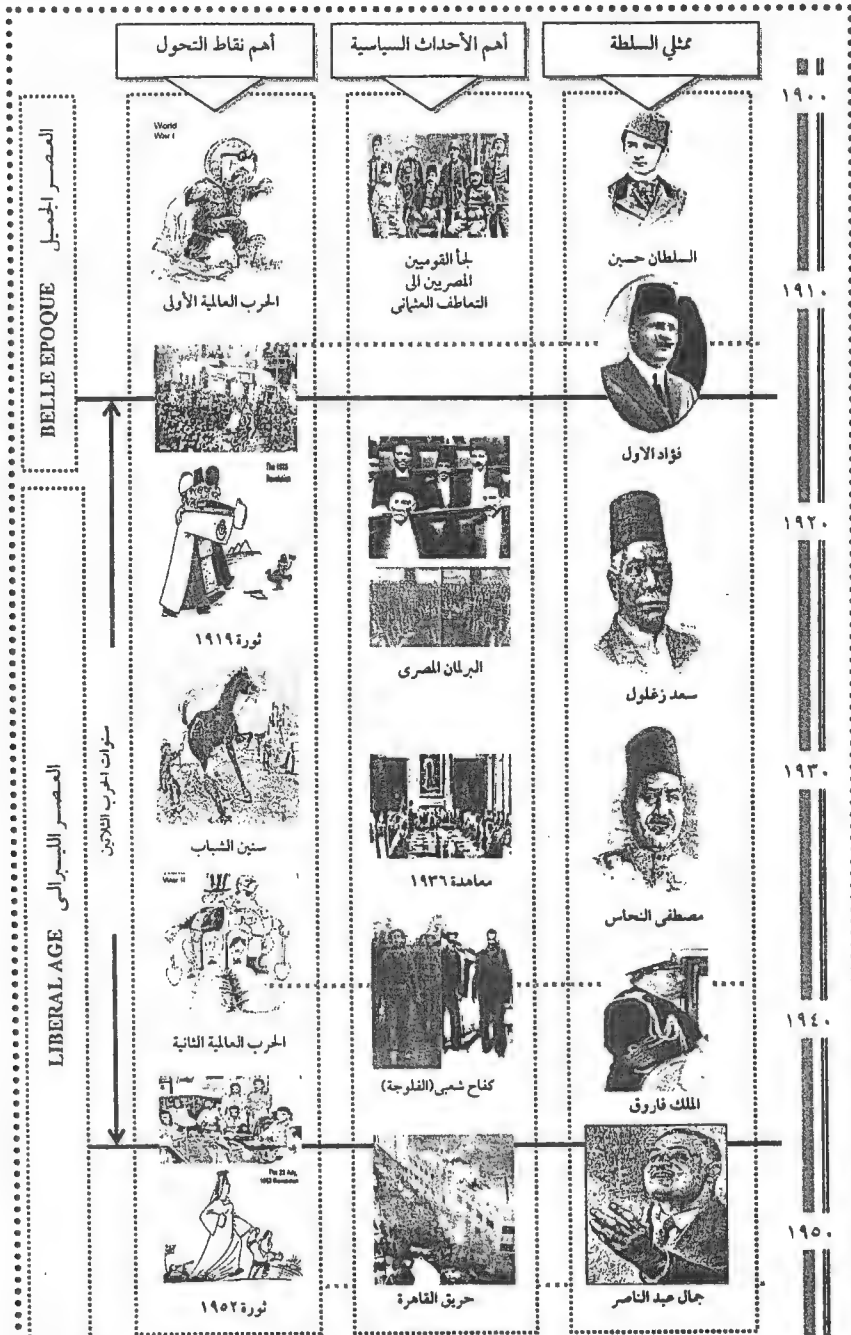 ممثلي السلطة
أهم الأحداث السياسية
أهم نقاط التحول
١٩٠٠
١٩١٠
١٩٢٠
١٩٣٠
١٩٤٠
١٩٥٠
السلطان حسين
فؤاد الاول
سعد زغلول
مصطفى النحاس
الملك فاروق
جمال عبد الناصر
لجأ القوميين
المصريين الى
التعاطف العثمانى
البرلمان المصرى
معاهدة ١٩٣٦
كفاح شعبى (الفلوجة)
حريق القاهرة
World
War I
الحرب العالمية الأولى
Revolution
ثورة ١٩١٩
سنين الشباب
War II
الحرب العالمية الثانية
The 23 July,
1952 Revolution
ثورة ١٩٥٢
سنوات الحرب الثلاثين
العصر الجميل
BELLE EPOQUE
العصر الليبرالى
LIBERAL AGE